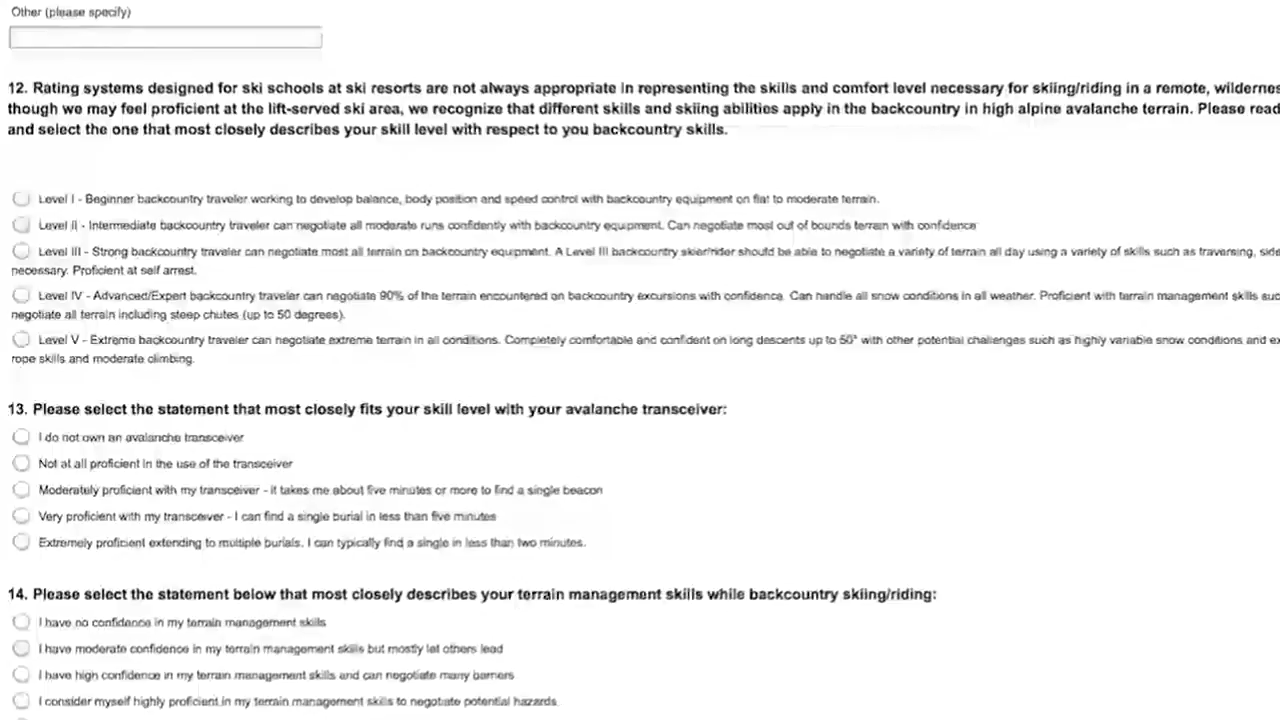 Other (please specify)
12. Rating systems designed for ski schools at ski resorts are not always appropriate in representing the skills and comfort level necessary for skiing/riding in a remote, wildernes
though we may feel proficient at the lift-served ski area, we recognize that different skills and skiing abilities apply in the backcountry in high alpine avalanche terrain. Please read
and select the one that most closely describes your skill level with respect to you backcountry skills.
Level I - Beginner backcountry traveler working to develop balance, body position and speed control with backcountry equipment on flat to moderate terrain.
Level II - Intermediate backcountry traveler can negotiate all moderate runs confidently with backcountry equipment. Can negotiate most out of bounds terrain with confidence
Level III - Strong backcountry traveler can negotiate most all terrain on backcountry equipment. A Level III backcountry skier/rider should be able to negotiate a variety of terrain all day using a variety of skills such as traversing, side
necessary. Proficient at self arrest.
Level IV - Advanced/Expert backcountry traveler can negotiate 90% of the terrain encountered on backcountry excursions with confidence. Can handle all snow conditions in all weather. Proficient with terrain management skills suc
negotiate all terrain including steep chutes (up to 50 degrees).
Level V - Extreme backcountry traveler can negotiate extreme terrain in all conditions. Completely comfortable and confident on long descents up to 50° with other potential challenges such as highly variable snow conditions and ex
rope skills and moderate climbing.
13. Please select the statement that most closely fits your skill level with your avalanche transceiver:
I do not own an avalanche transceiver
Not at all proficient in the use of the transceiver
Moderately proficient with my transceiver - it takes me about five minutes or more to find a single beacon
Very proficient with my transceiver - I can find a single burial in less than five minutes
Extremely proficient extending to multiple burials. I can typically find a single in less than two minutes.
14. Please select the statement below that most closely describes your terrain management skills while backcountry skiing/riding:
I have no confidence in my terrain management skills
I have moderate confidence in my terrain management skills but mostly let others lead
I have high confidence in my terrain management skills and can negotiate many barriers
I consider myself highly proficient in my terrain management skills to negotiate potential hazards